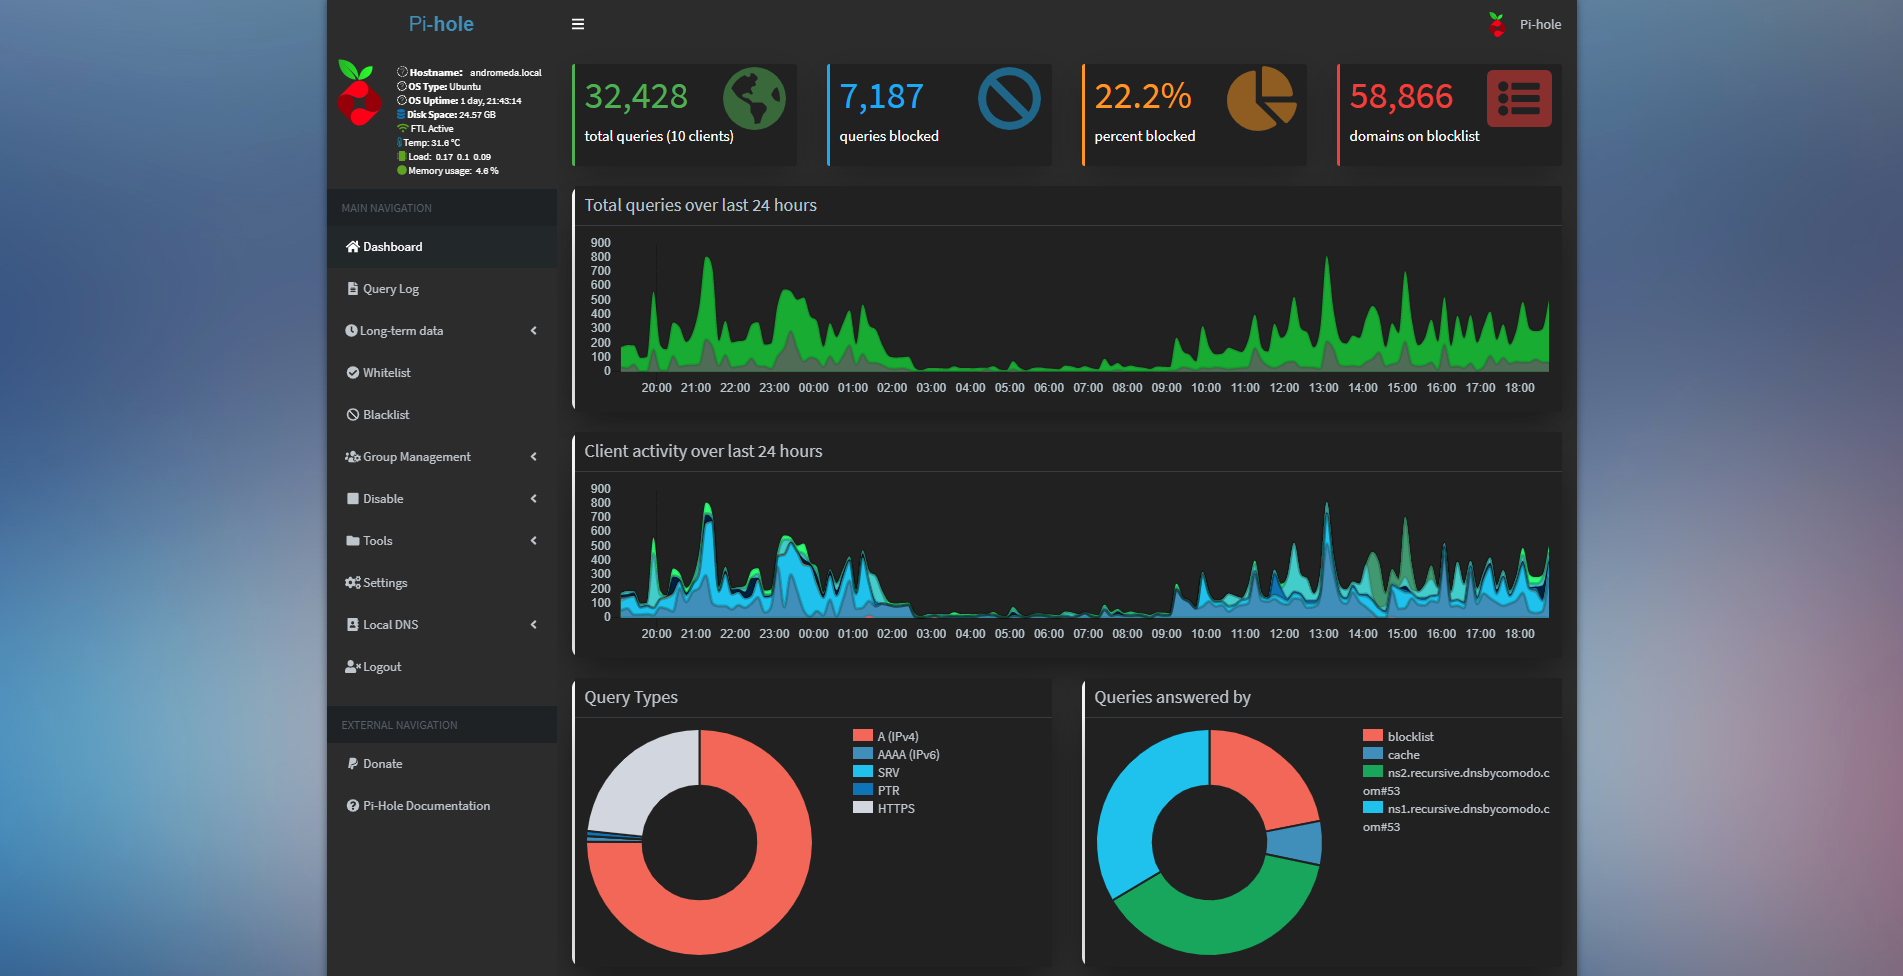 Pi-hole
Pi-hole
Hostname: andromeda.local
OS Type: Ubuntu
OS Uptime: 1 day, 21:43:14
Disk Space: 24.57 GB
FTL Active
Temp: 31.6 °C
Load: 0.17 0.1 0.09
Memory usage: 4.6 %
MAIN NAVIGATION
Dashboard
Query Log
Long-term data
Whitelist
Blacklist
Group Management
Disable
Tools
Settings
Local DNS
Logout
EXTERNAL NAVIGATION
Donate
Pi-Hole Documentation
32,428
total queries (10 clients)
7,187
queries blocked
22.2%
percent blocked
58,866
domains on blocklist
Total queries over last 24 hours
900
800
700
600
500
400
300
200
100
0
20:00 21:00 22:00 23:00 00:00 01:00 02:00 03:00 04:00 05:00 06:00 07:00 08:00 09:00 10:00 11:00 12:00 13:00 14:00 15:00 16:00 17:00 18:00
Client activity over last 24 hours
900
800
700
600
500
400
300
200
100
0
20:00 21:00 22:00 23:00 00:00 01:00 02:00 03:00 04:00 05:00 06:00 07:00 08:00 09:00 10:00 11:00 12:00 13:00 14:00 15:00 16:00 17:00 18:00
Query Types
A (IPv4)
AAAA (IPv6)
SRV
PTR
HTTPS
Queries answered by
blocklist
cache
ns2.recursive.dnsbycomodo.c
om#53
ns1.recursive.dnsbycomodo.c
om#53